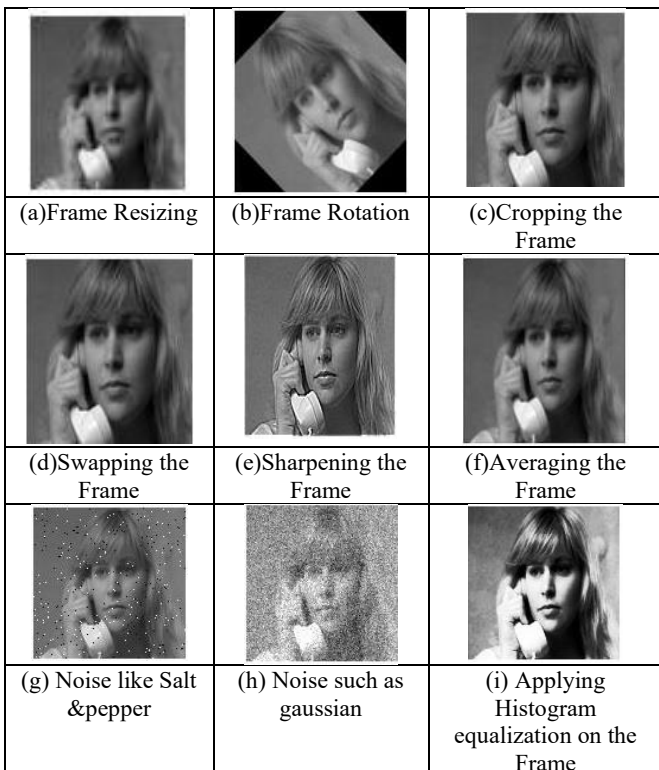 (a)Frame Resizing
(b)Frame Rotation
(c)Cropping the
Frame
(d)Swapping the
Frame
(e)Sharpening the
Frame
(f)Averaging the
Frame
(g) Noise like Salt
&pepper
(h) Noise such as
gaussian
(i) Applying
Histogram
equalization on the
Frame